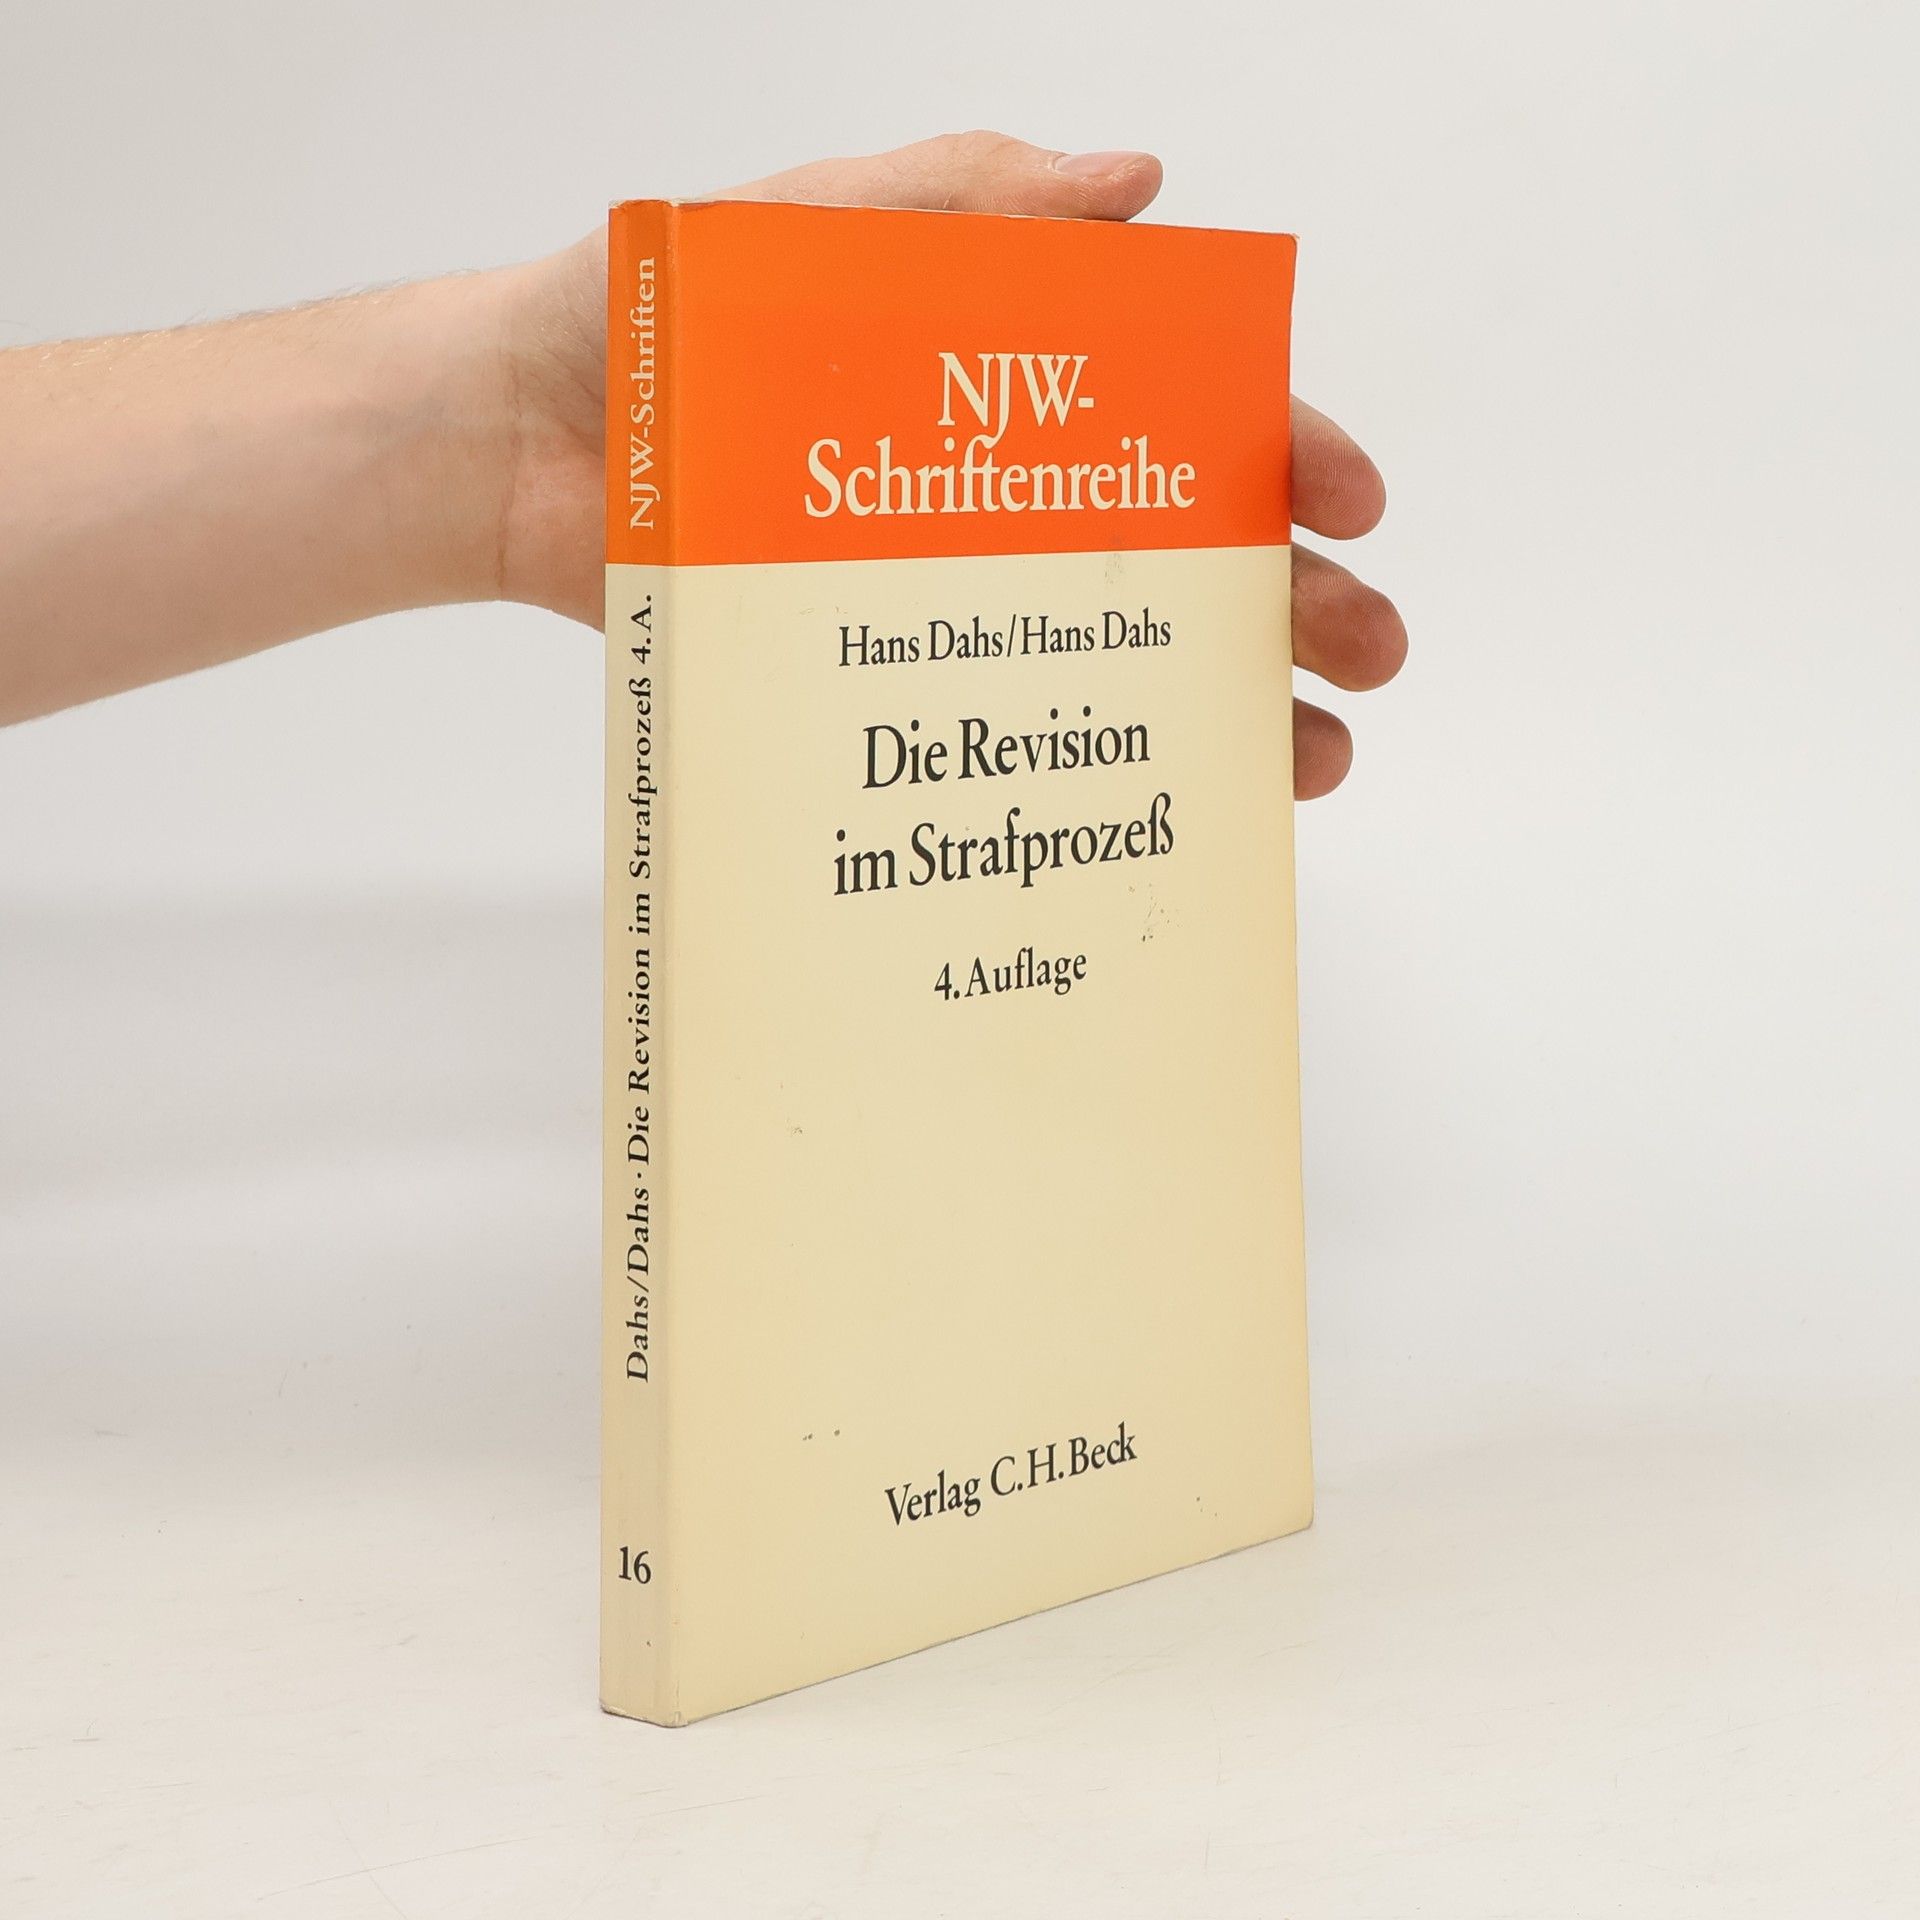 NJW-
Schriftenreihe
Hans Dahs/Hans Dahs
Die Revision
im Strafprozeß
4. Auflage
Verlag C.H.Beck
Dahs/Dahs · Die Revision im Strafprozeß 4. A. NJW-Schriften
16